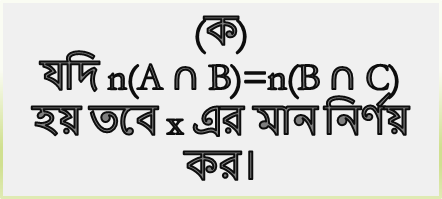 (ক)
যদি n(A ∩ B)=n(B ∩ C)
হয় তবে x এর মান নির্ণয়
কর।